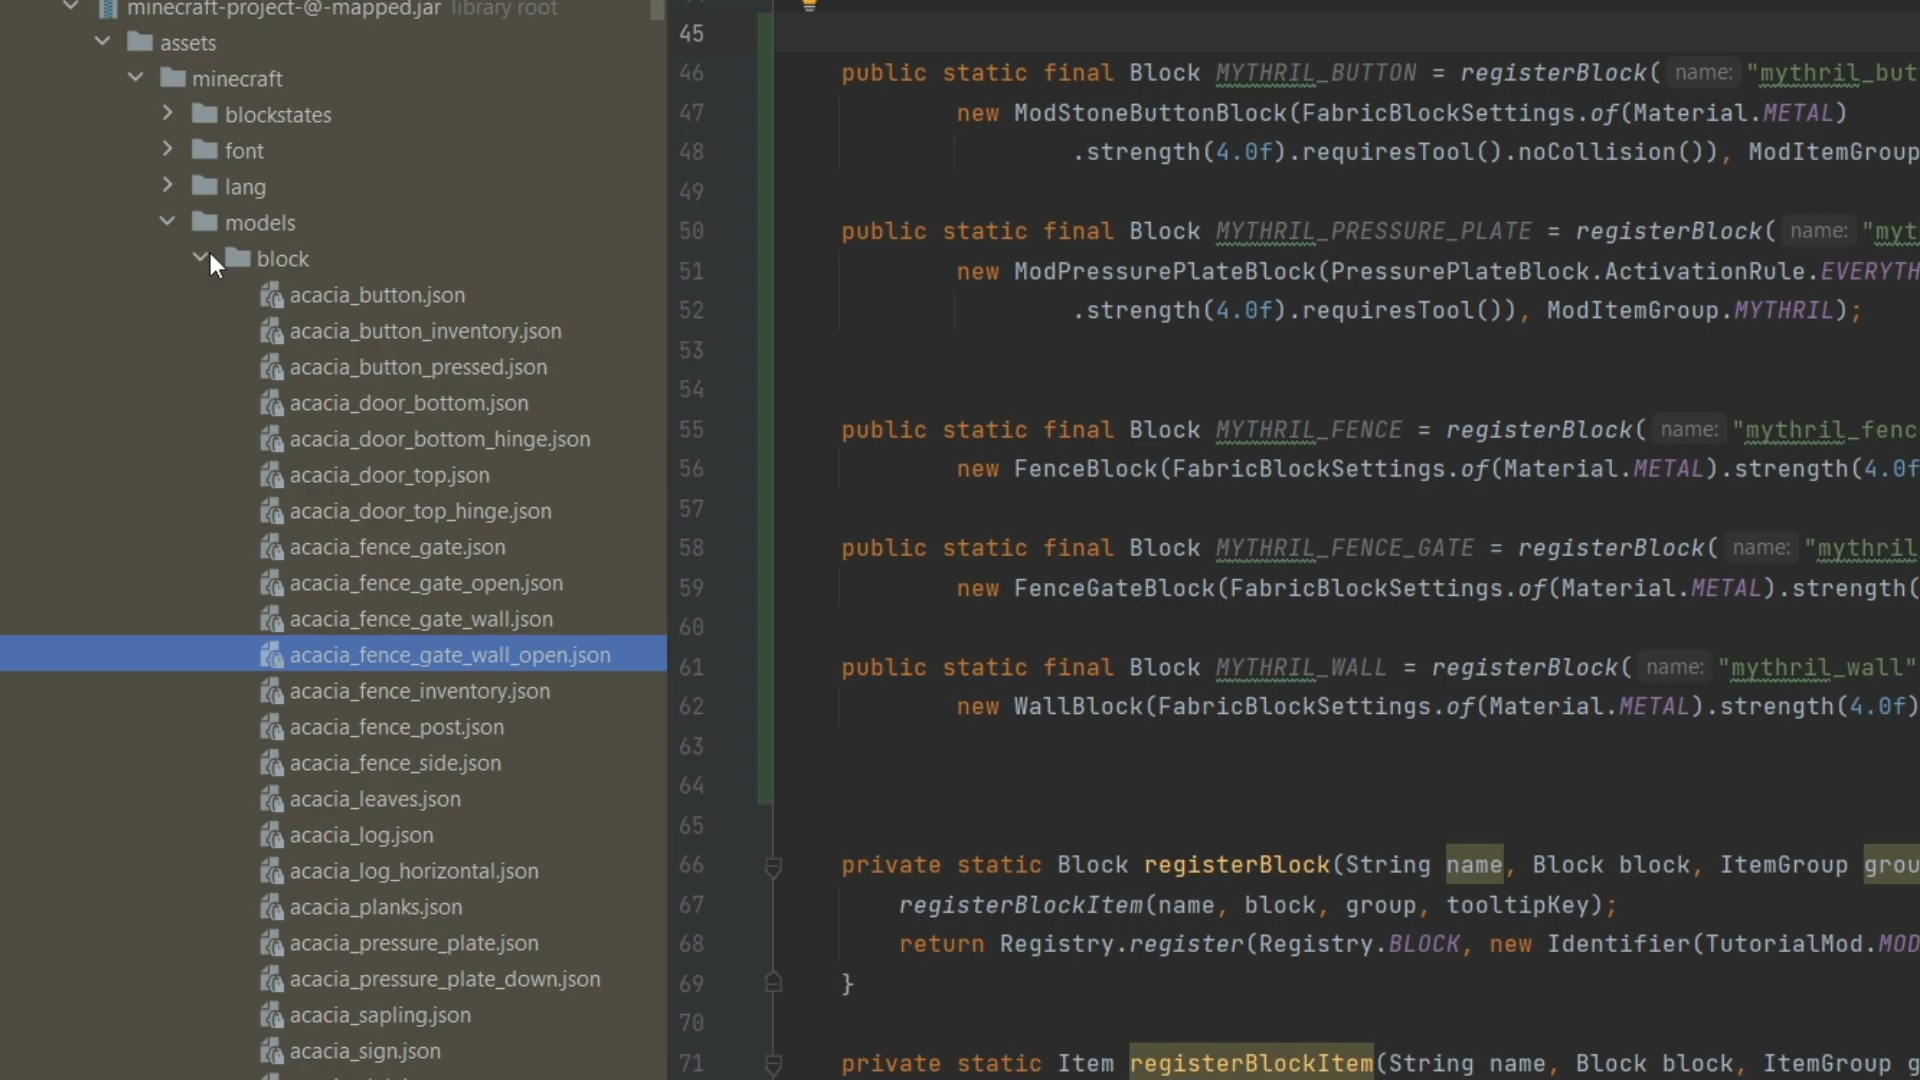 minecraft-project-@-mapped.jar library root
assets
minecraft
blockstates
font
lang
models
block
acacia_button.json
acacia_button_inventory.json
acacia_button_pressed.json
acacia_door_bottom.json
acacia_door_bottom_hinge.json
acacia_door_top.json
acacia_door_top_hinge.json
acacia_fence_gate.json
acacia_fence_gate_open.json
acacia_fence_gate_wall.json
acacia_fence_gate_wall_open.json
acacia_fence_inventory.json
acacia_fence_post.json
acacia_fence_side.json
acacia_leaves.json
acacia_log.json
acacia_log_horizontal.json
acacia_planks.json
acacia_pressure_plate.json
acacia_pressure_plate_down.json
acacia_sapling.json
acacia_sign.json
45
46 public static final Block MYTHRIL_BUTTON = registerBlock( name: "mythril_but
47 new ModStoneButtonBlock(FabricBlockSettings.of(Material.METAL)
48 .strength(4.0f).requiresTool().noCollision()), ModItemGroup
49
50 public static final Block MYTHRIL_PRESSURE_PLATE = registerBlock( name: "myt
51 new ModPressurePlateBlock(PressurePlateBlock.ActivationRule.EVERYTH
52 .strength(4.0f).requiresTool()), ModItemGroup.MYTHRIL);
53
54
55 public static final Block MYTHRIL_FENCE = registerBlock( name: "mythril_fenc
56 new FenceBlock(FabricBlockSettings.of(Material.METAL).strength(4.0f
57
58 public static final Block MYTHRIL_FENCE_GATE = registerBlock( name: "mythril
59 new FenceGateBlock(FabricBlockSettings.of(Material.METAL).strength(
60
61 public static final Block MYTHRIL_WALL = registerBlock( name: "mythril_wall"
62 new WallBlock(FabricBlockSettings.of(Material.METAL).strength(4.0f)
63
64
65
66 private static Block registerBlock(String name, Block block, ItemGroup grou
67 registerBlockItem(name, block, group, tooltipKey);
68 return Registry.register(Registry.BLOCK, new Identifier(TutorialMod.MOD
69 }
70
71 private static Item registerBlockItem(String name, Block block, ItemGroup g